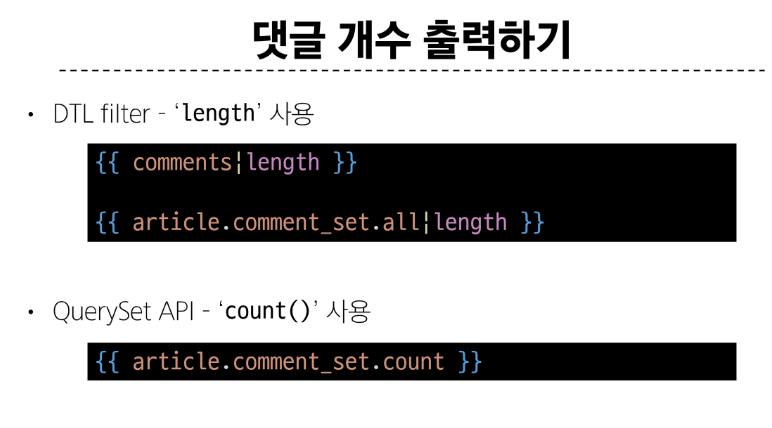 댓글 개수 출력하기
• DTL filter - ‘length’ 사용
{{ comments|length }}
{{ article.comment_set.all|length }}
• QuerySet API - ‘count()’ 사용
{{ article.comment_set.count }}